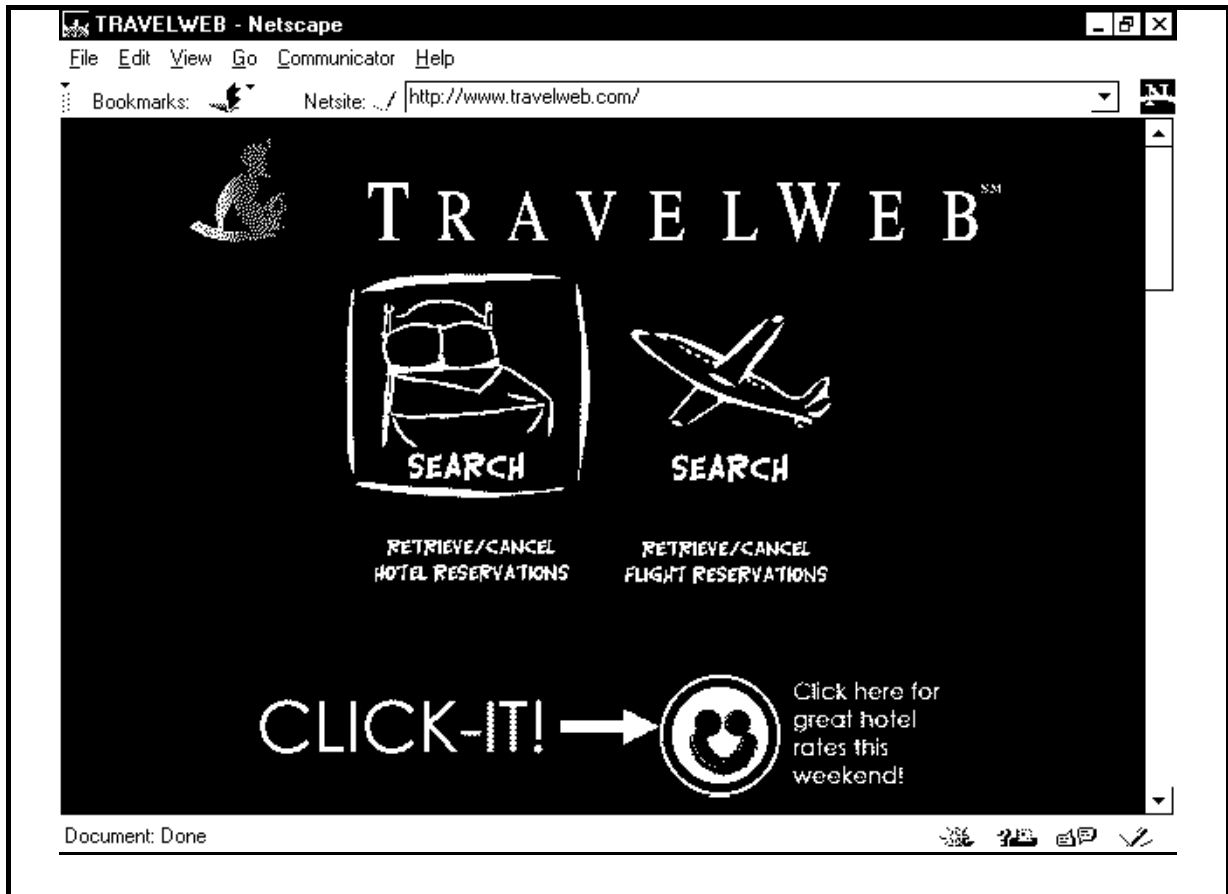 TRAVELWEB - Netscape
File Edit View Go Communicator Help
Bookmarks: Netsite: http://www.travelweb.com/
N
TRAVELWEB SM
SEARCH SEARCH
RETRIEVE/CANCEL RETRIEVE/CANCEL
HOTEL RESERVATIONS FLIGHT RESERVATIONS
CLICK-IT!
Click here for
great hotel
rates this
weekend!
Document: Done